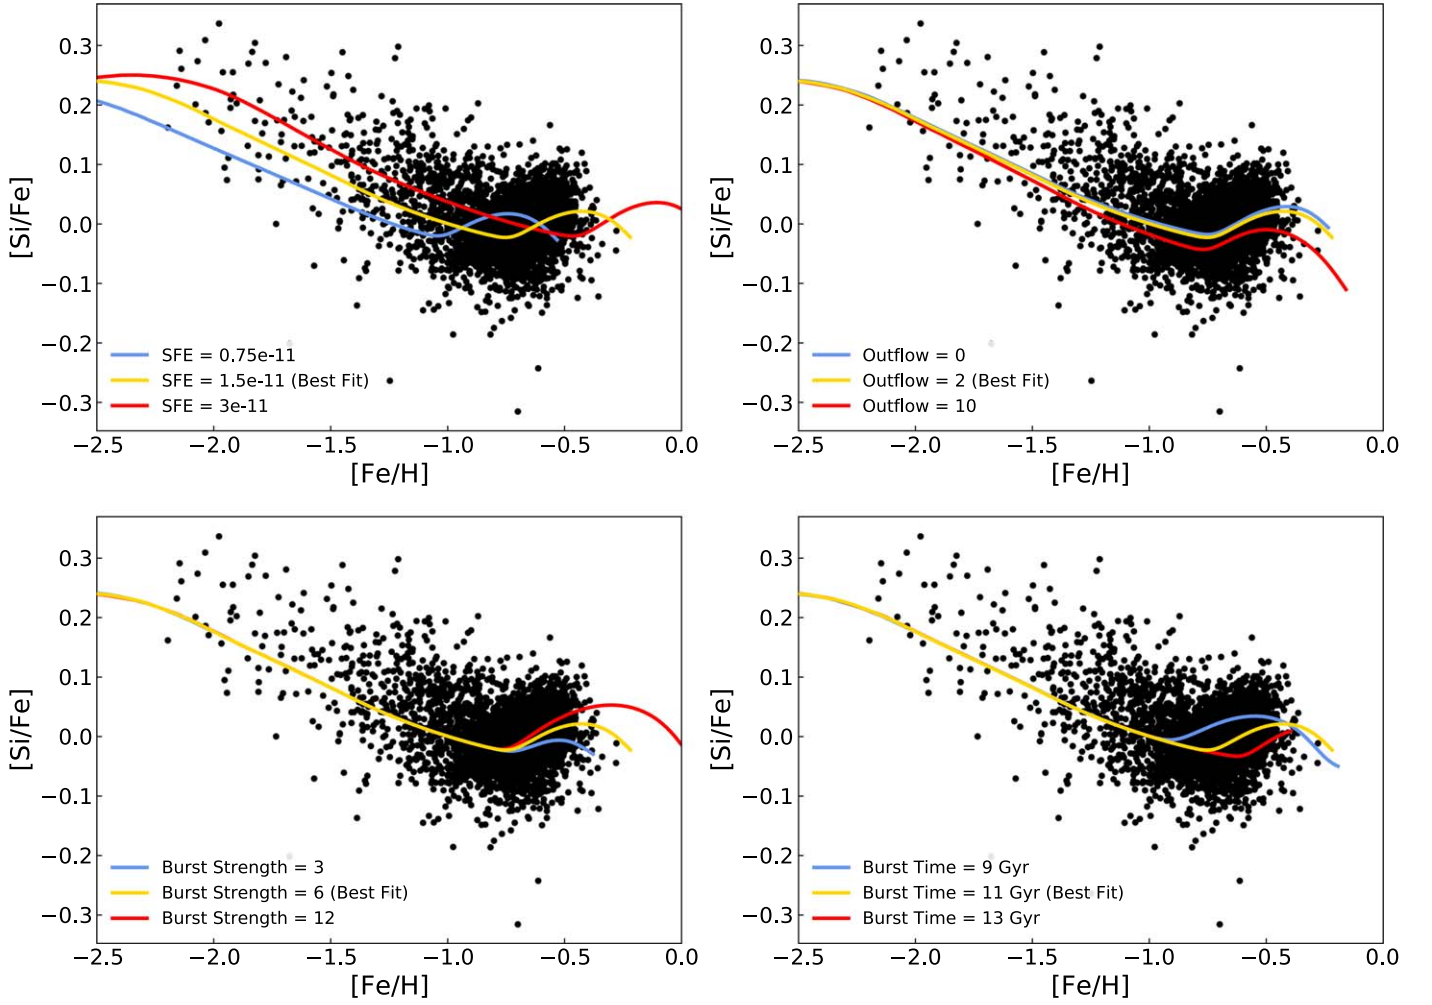 0.3
0.2
0.1
0.0
−0.1
−0.2
−0.3
[Si/Fe]
SFE = 0.75e-11
SFE = 1.5e-11 (Best Fit)
SFE = 3e-11
−2.5 −2.0 −1.5 −1.0 −0.5 0.0
[Fe/H]
0.3
0.2
0.1
0.0
−0.1
−0.2
−0.3
[Si/Fe]
Outflow = 0
Outflow = 2 (Best Fit)
Outflow = 10
−2.5 −2.0 −1.5 −1.0 −0.5 0.0
[Fe/H]
0.3
0.2
0.1
0.0
−0.1
−0.2
−0.3
[Si/Fe]
Burst Strength = 3
Burst Strength = 6 (Best Fit)
Burst Strength = 12
−2.5 −2.0 −1.5 −1.0 −0.5 0.0
[Fe/H]
0.3
0.2
0.1
0.0
−0.1
−0.2
−0.3
[Si/Fe]
Burst Time = 9 Gyr
Burst Time = 11 Gyr (Best Fit)
Burst Time = 13 Gyr
−2.5 −2.0 −1.5 −1.0 −0.5 0.0
[Fe/H]